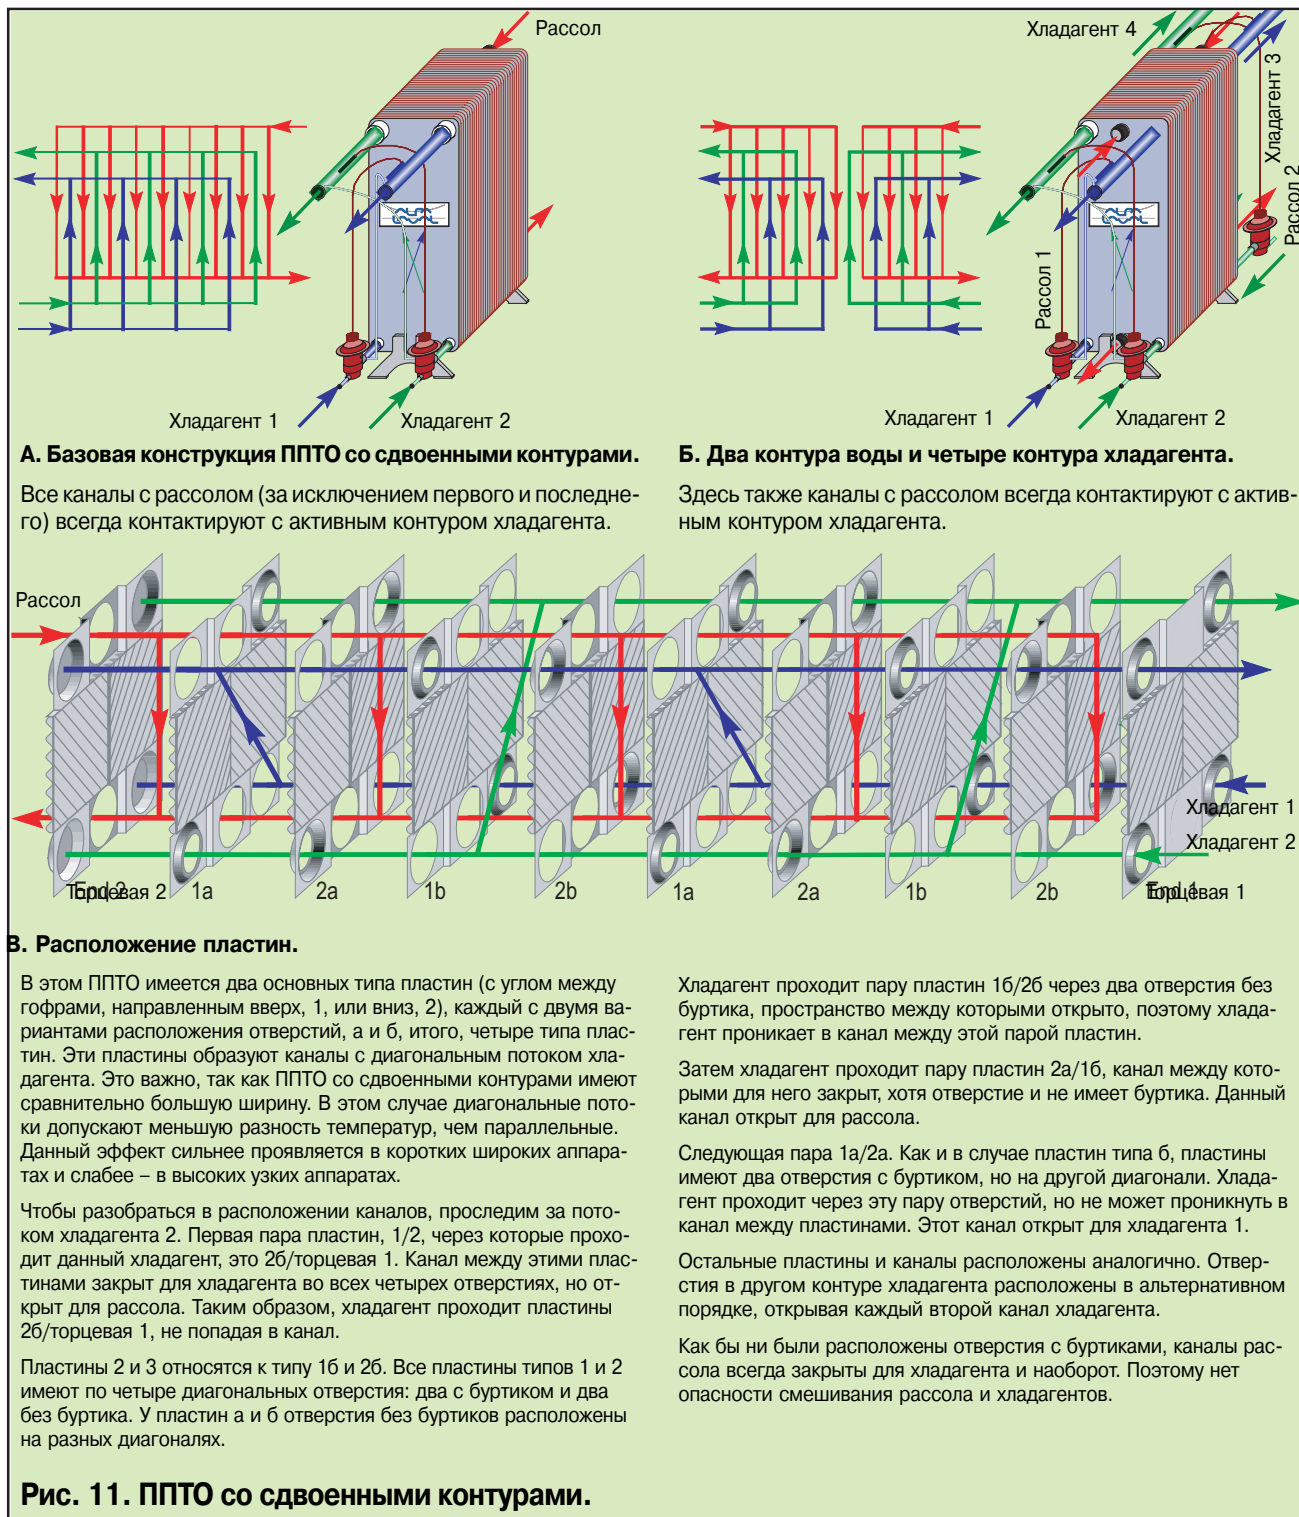 Рассол
Хладагент 1
Хладагент 2
Хладагент 4
Хладагент 3
Рассол 2
Рассол 1
Хладагент 1
Хладагент 2
А. Базовая конструкция ППТО со сдвоенными контурами.
Все каналы с рассолом (за исключением первого и последне-
го) всегда контактируют с активным контуром хладагента.
Б. Два контура воды и четыре контура хладагента.
Здесь также каналы с рассолом всегда контактируют с актив-
ным контуром хладагента.
Рассол
Хладагент 1
Хладагент 2
End 2
Торцевая 2
1a
2a
1b
2b
1a
2a
1b
2b
End 1
Торцевая 1
В. Расположение пластин.
В этом ППТО имеется два основных типа пластин (с углом между
гофрами, направленным вверх, 1, или вниз, 2), каждый с двумя ва-
риантами расположения отверстий, а и б, итого, четыре типа плас-
тин. Эти пластины образуют каналы с диагональным потоком хла-
дагента. Это важно, так как ППТО со сдвоенными контурами имеют
сравнительно большую ширину. В этом случае диагональные пото-
ки допускают меньшую разность температур, чем параллельные.
Данный эффект сильнее проявляется в коротких широких аппара-
тах и слабее – в высоких узких аппаратах.
Чтобы разобраться в расположении каналов, проследим за пото-
ком хладагента 2. Первая пара пластин, 1/2, через которые прохо-
дит данный хладагент, это 2б/торцевая 1. Канал между этими плас-
тинами закрыт для хладагента во всех четырех отверстиях, но от-
крыт для рассола. Таким образом, хладагент проходит пластины
2б/торцевая 1, не попадая в канал.
Пластины 2 и 3 относятся к типу 1б и 2б. Все пластины типов 1 и 2
имеют по четыре диагональных отверстия: два с буртиком и два
без буртика. У пластин а и б отверстия без буртиков расположены
на разных диагоналях.
Хладагент проходит пару пластин 1б/2б через два отверстия без
буртика, пространство между которыми открыто, поэтому хлада-
гент проникает в канал между этой парой пластин.
Затем хладагент проходит пару пластин 2а/1б, канал между кото-
рыми для него закрыт, хотя отверстие и не имеет буртика. Данный
канал открыт для рассола.
Следующая пара 1а/2а. Как и в случае пластин типа б, пластины
имеют два отверстия с буртиком, но на другой диагонали. Хлада-
гент проходит через эту пару отверстий, но не может проникнуть в
канал между пластинами. Этот канал открыт для хладагента 1.
Остальные пластины и каналы расположены аналогично. Отвер-
стия в другом контуре хладагента расположены в альтернативном
порядке, открывая каждый второй канал хладагента.
Как бы ни были расположены отверстия с буртиками, каналы рас-
сола всегда закрыты для хладагента и наоборот. Поэтому нет
опасности смешивания рассола и хладагентов.
Рис. 11. ППТО со сдвоенными контурами.